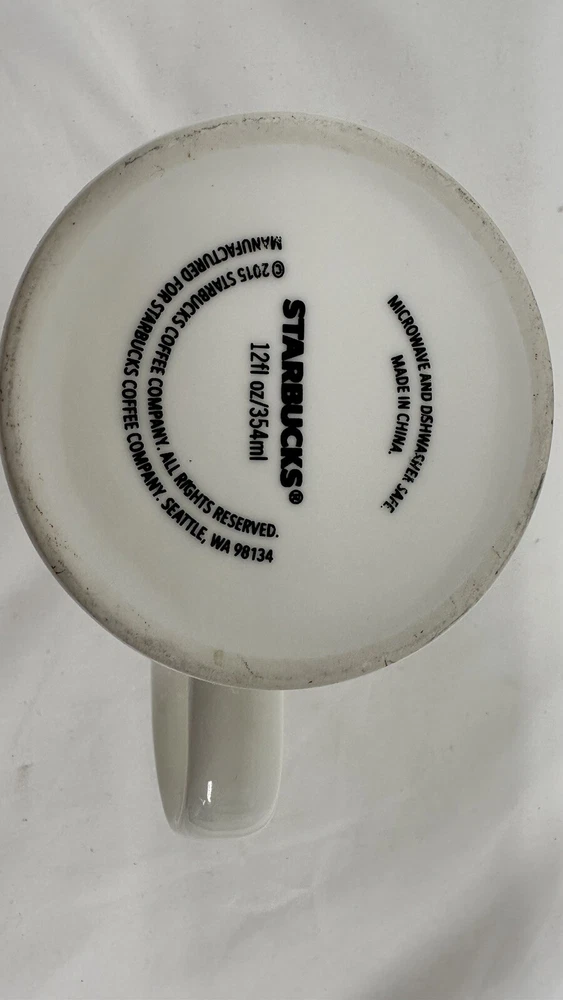 MICROWAVE AND DISHWASHER SAFE.
MADE IN CHINA.
STARBUCKS®
12fl oz/354ml
© 2015 STARBUCKS COFFEE COMPANY. ALL RIGHTS RESERVED.
MANUFACTURED FOR STARBUCKS COFFEE COMPANY. SEATTLE, WA 98134